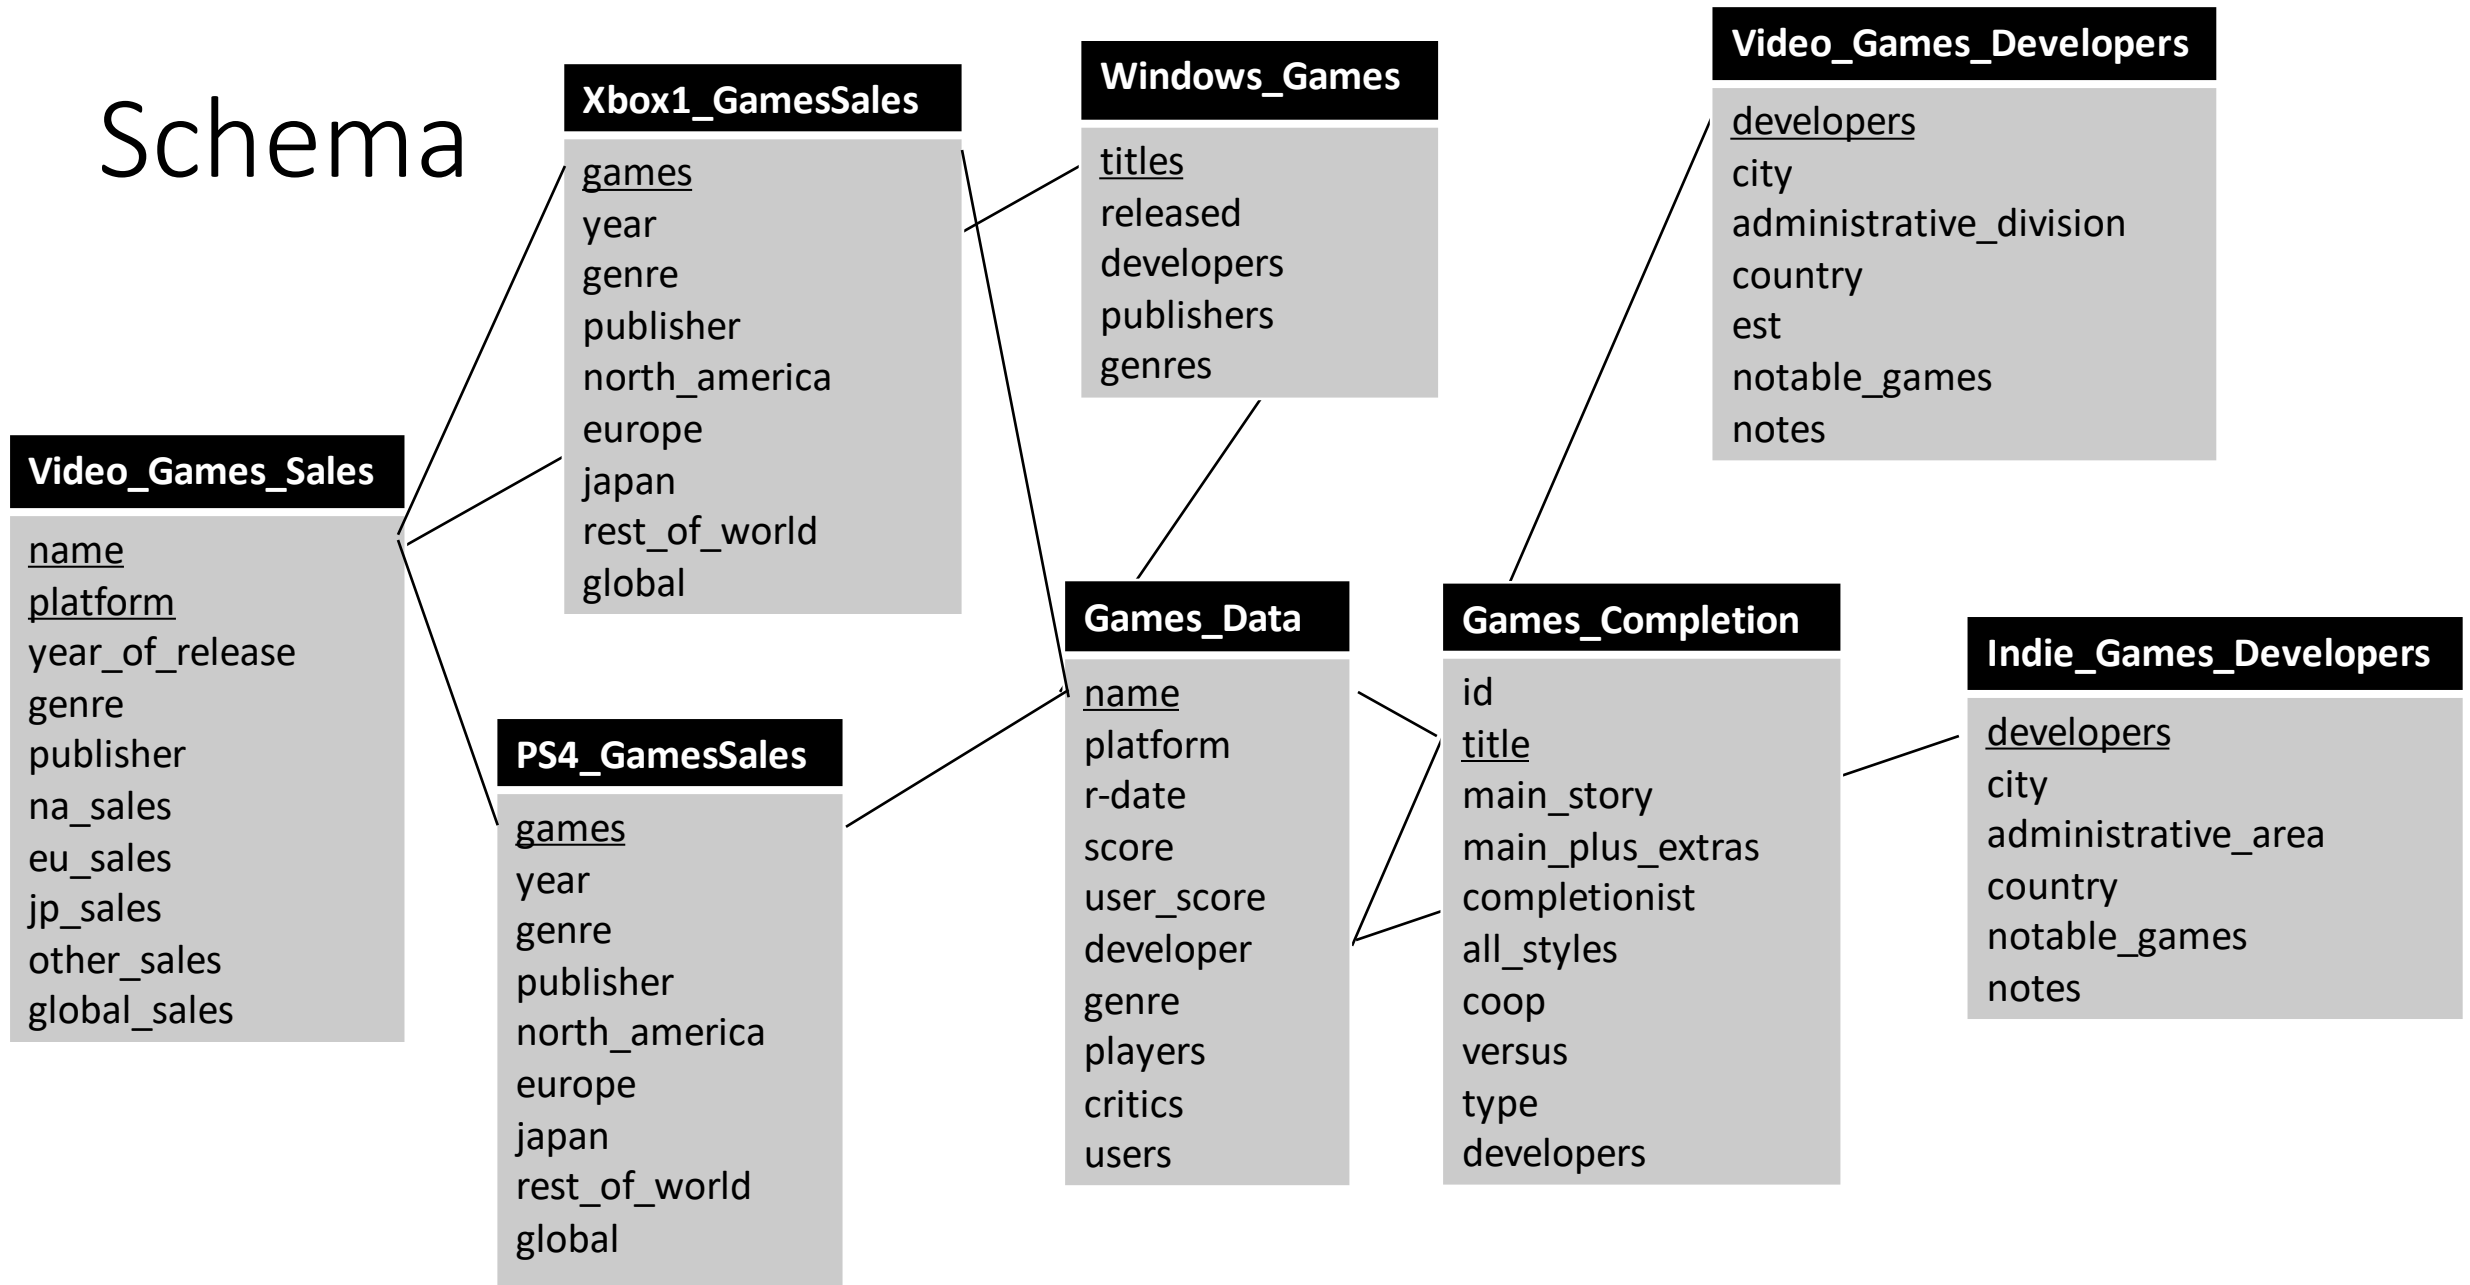 Schema
Video_Games_Sales
name
platform
year_of_release
genre
publisher
na_sales
eu_sales
jp_sales
other_sales
global_sales
Xbox1_GamesSales
games
year
genre
publisher
north_america
europe
japan
rest_of_world
global
PS4_GamesSales
games
year
genre
publisher
north_america
europe
japan
rest_of_world
global
Windows_Games
titles
released
developers
publishers
genres
Games_Data
name
platform
r-date
score
user_score
developer
genre
players
critics
users
Games_Completion
id
title
main_story
main_plus_extras
completionist
all_styles
coop
versus
type
developers
Video_Games_Developers
developers
city
administrative_division
country
est
notable_games
notes
Indie_Games_Developers
developers
city
administrative_area
country
notable_games
notes